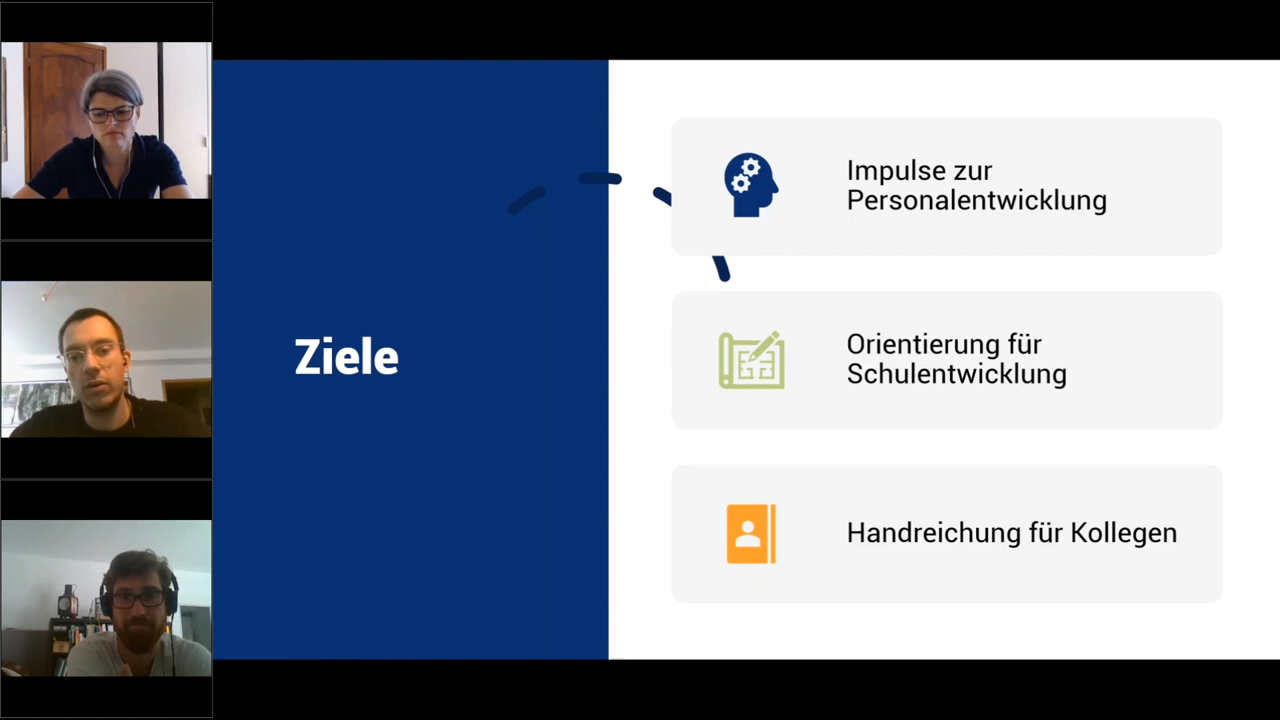 Ziele
Impulse zur
Personalentwicklung
Orientierung für
Schulentwicklung
Handreichung für Kollegen